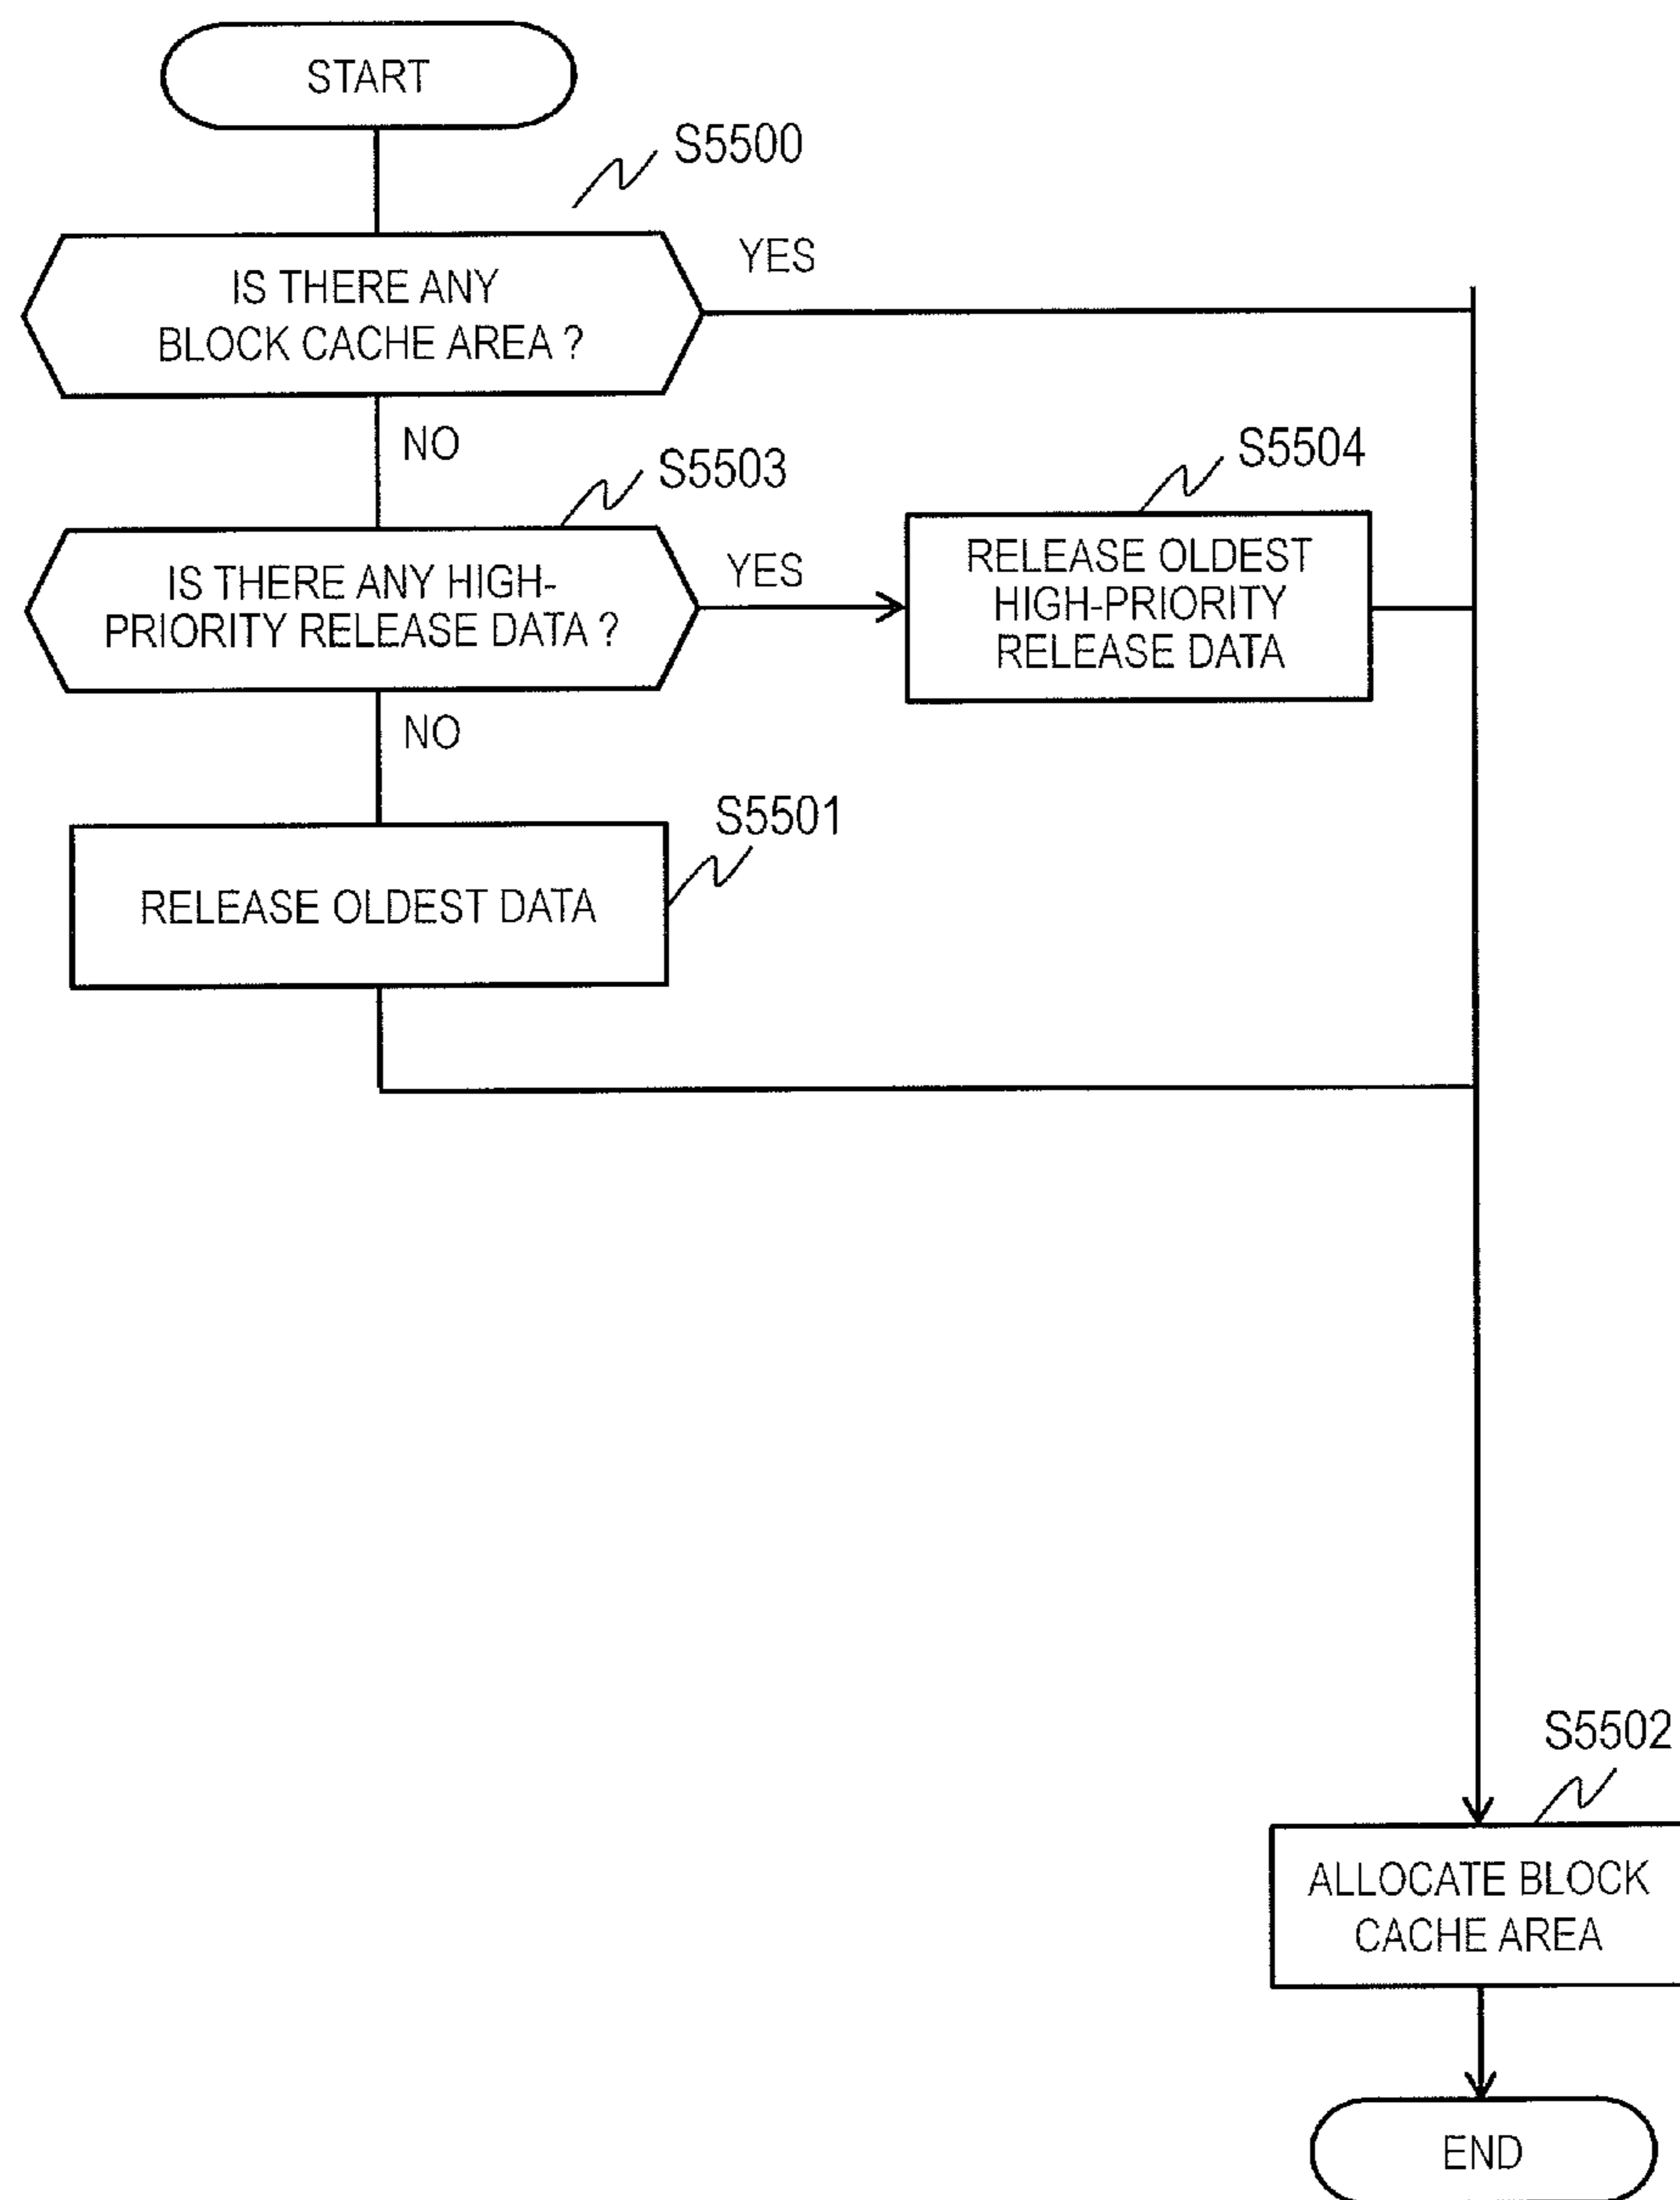 START
S5500
IS THERE ANY
BLOCK CACHE AREA ?
YES
NO
S5503
IS THERE ANY HIGH-
PRIORITY RELEASE DATA ?
YES
S5504
RELEASE OLDEST
HIGH-PRIORITY
RELEASE DATA
NO
S5501
RELEASE OLDEST DATA
S5502
ALLOCATE BLOCK
CACHE AREA
END